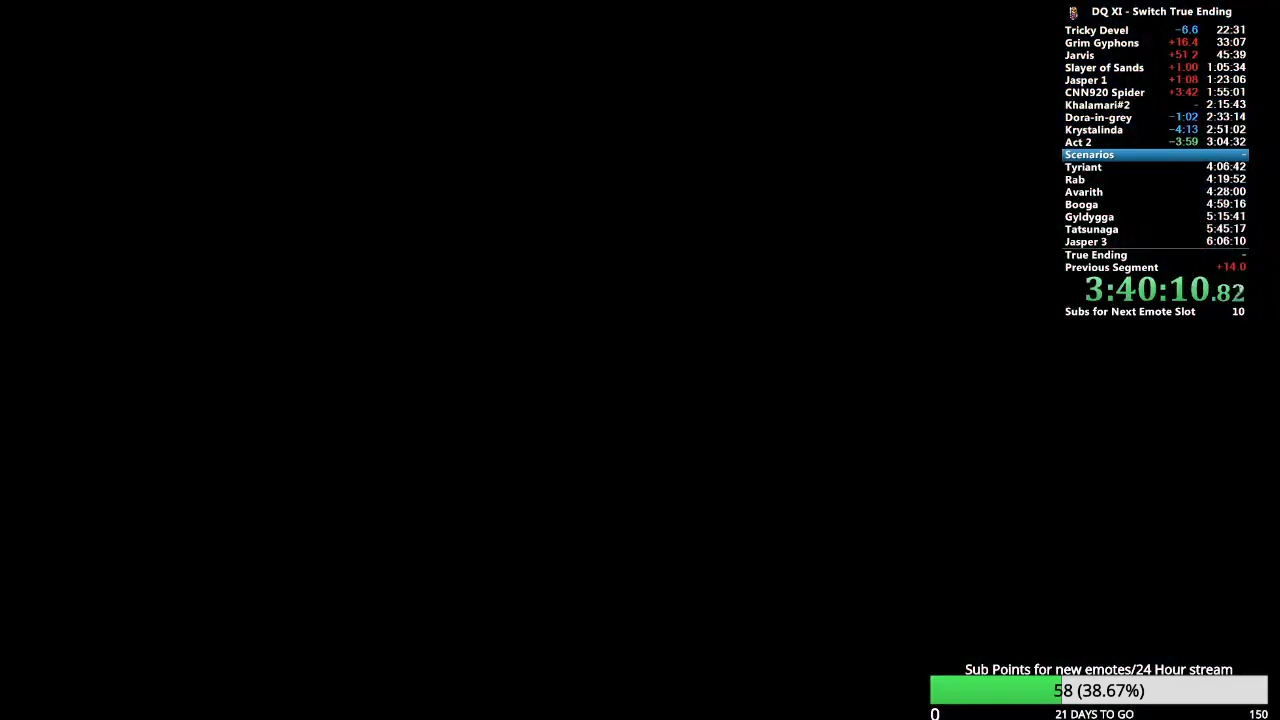 DQ XI - Switch True Ending
Tricky Devel -6.6 22:31
Grim Gyphons +16.4 33:07
Jarvis +51.2 45:39
Slayer of Sands +1.00 1:05.34
Jasper 1 +1:08 1:23:06
CNN920 Spider +3:42 1:55:01
Khalamari#2 - 2:15.43
Dora-in-grey -1:02 2:33:14
Krystalinda -4:13 2:51:02
Act 2 -3:59 3:04:32
Scenarios -
Tyriant 4:06:42
Rab 4:19:52
Avarith 4:28:00
Booga 4:59:16
Gyldygga 5:15:41
Tatsunaga 5:45:17
Jasper 3 6:06:10
True Ending -
Previous Segment +14.0
3:40:10.82
Subs for Next Emote Slot 10
Sub Points for new emotes/24 Hour stream
58 (38.67%)
0 21 DAYS TO GO 150